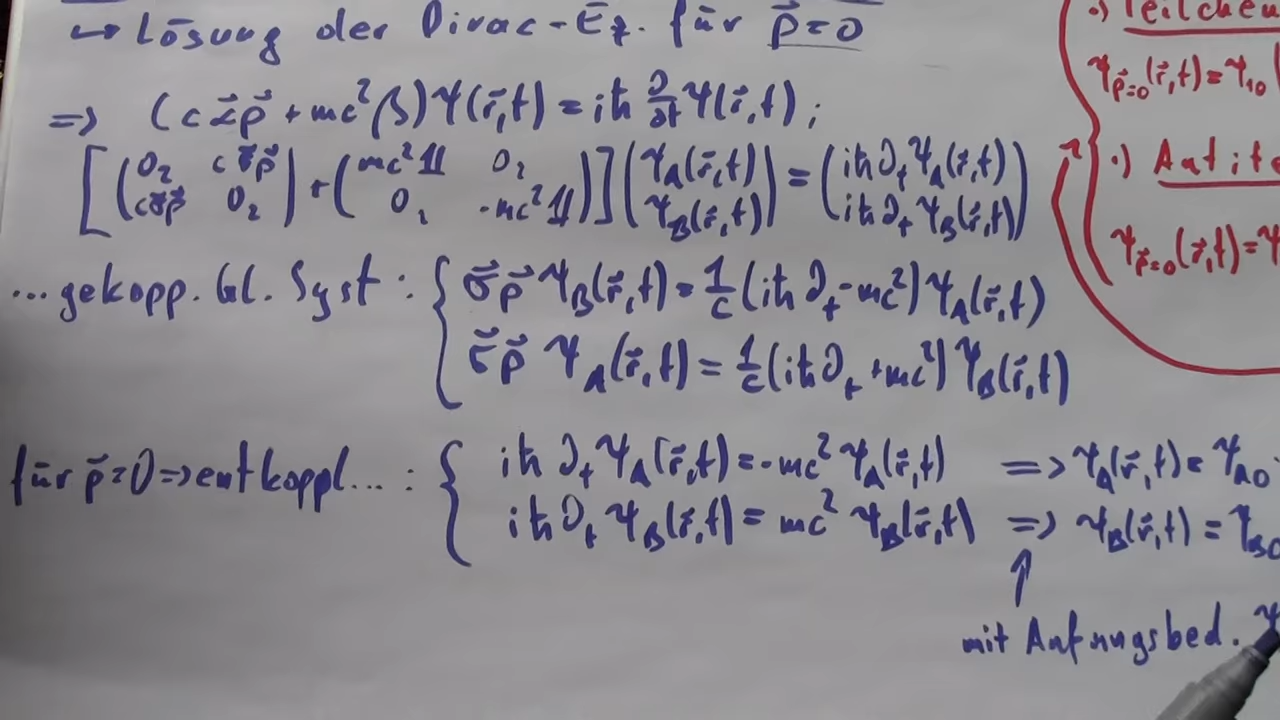 ↪ Lösung der Dirac-Eq. für p⃗=0
=> (c α⃗p⃗ + mc²β)Ψ(r⃗,t) = iħ ∂/∂t Ψ(r⃗,t);
[(0₂ cσ⃗p⃗ ; cσ⃗p⃗ 0₂) + (mc²𝟙 0₂ ; 0₂ -mc²𝟙)] (Ψ_A(r⃗,t) ; Ψ_B(r⃗,t)) = (iħ∂_t Ψ_A(r⃗,t) ; iħ∂_t Ψ_B(r⃗,t))
...gekopp. Gl. Syst : { σ⃗p⃗ Ψ_B(r⃗,t) = 1/c (iħ∂_t - mc²) Ψ_A(r⃗,t)
σ⃗p⃗ Ψ_A(r⃗,t) = 1/c (iħ∂_t + mc²) Ψ_B(r⃗,t)
für p⃗=0 => entkoppl... : { iħ∂_t Ψ_A(r⃗,t) = -mc² Ψ_A(r⃗,t) => Ψ_A(r⃗,t) = Ψ_A0
iħ∂_t Ψ_B(r⃗,t) = mc² Ψ_B(r⃗,t) => Ψ_B(r⃗,t) = Ψ_B0
↑
mit Anfangsbed. Ψ
·) Teilchen
Ψ_p⃗=0(r⃗,t) = Ψ_10
·) Antite
Ψ_p⃗=0(r⃗,t) = Ψ